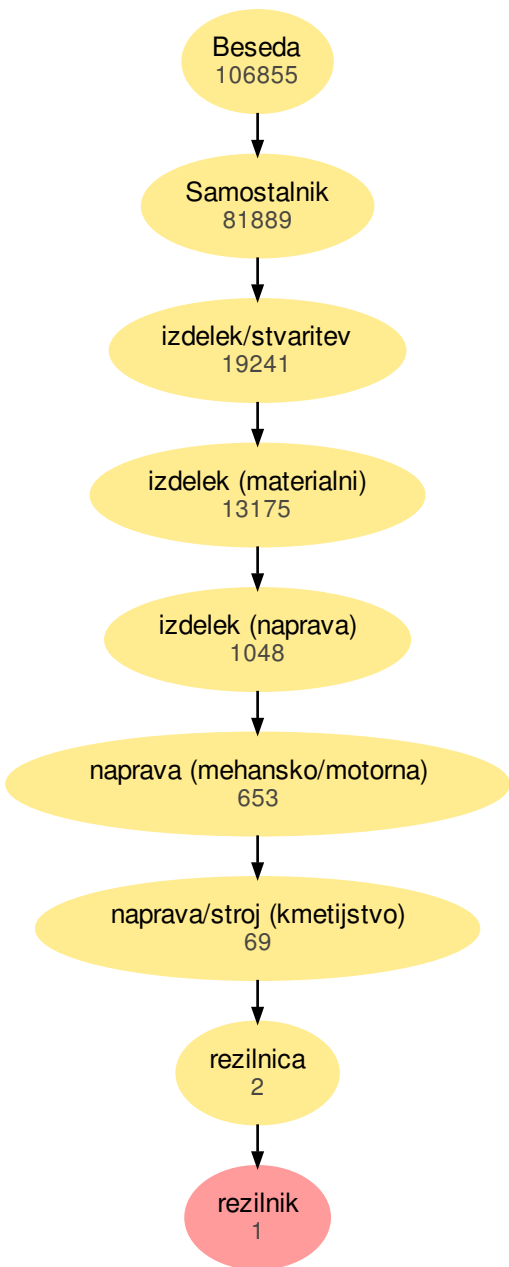 Beseda
106855
Samostalnik
81889
izdelek/stvaritev
19241
izdelek (materialni)
13175
izdelek (naprava)
1048
naprava (mehansko/motorna)
653
naprava/stroj (kmetijstvo)
69
rezilnica
2
rezilnik
1